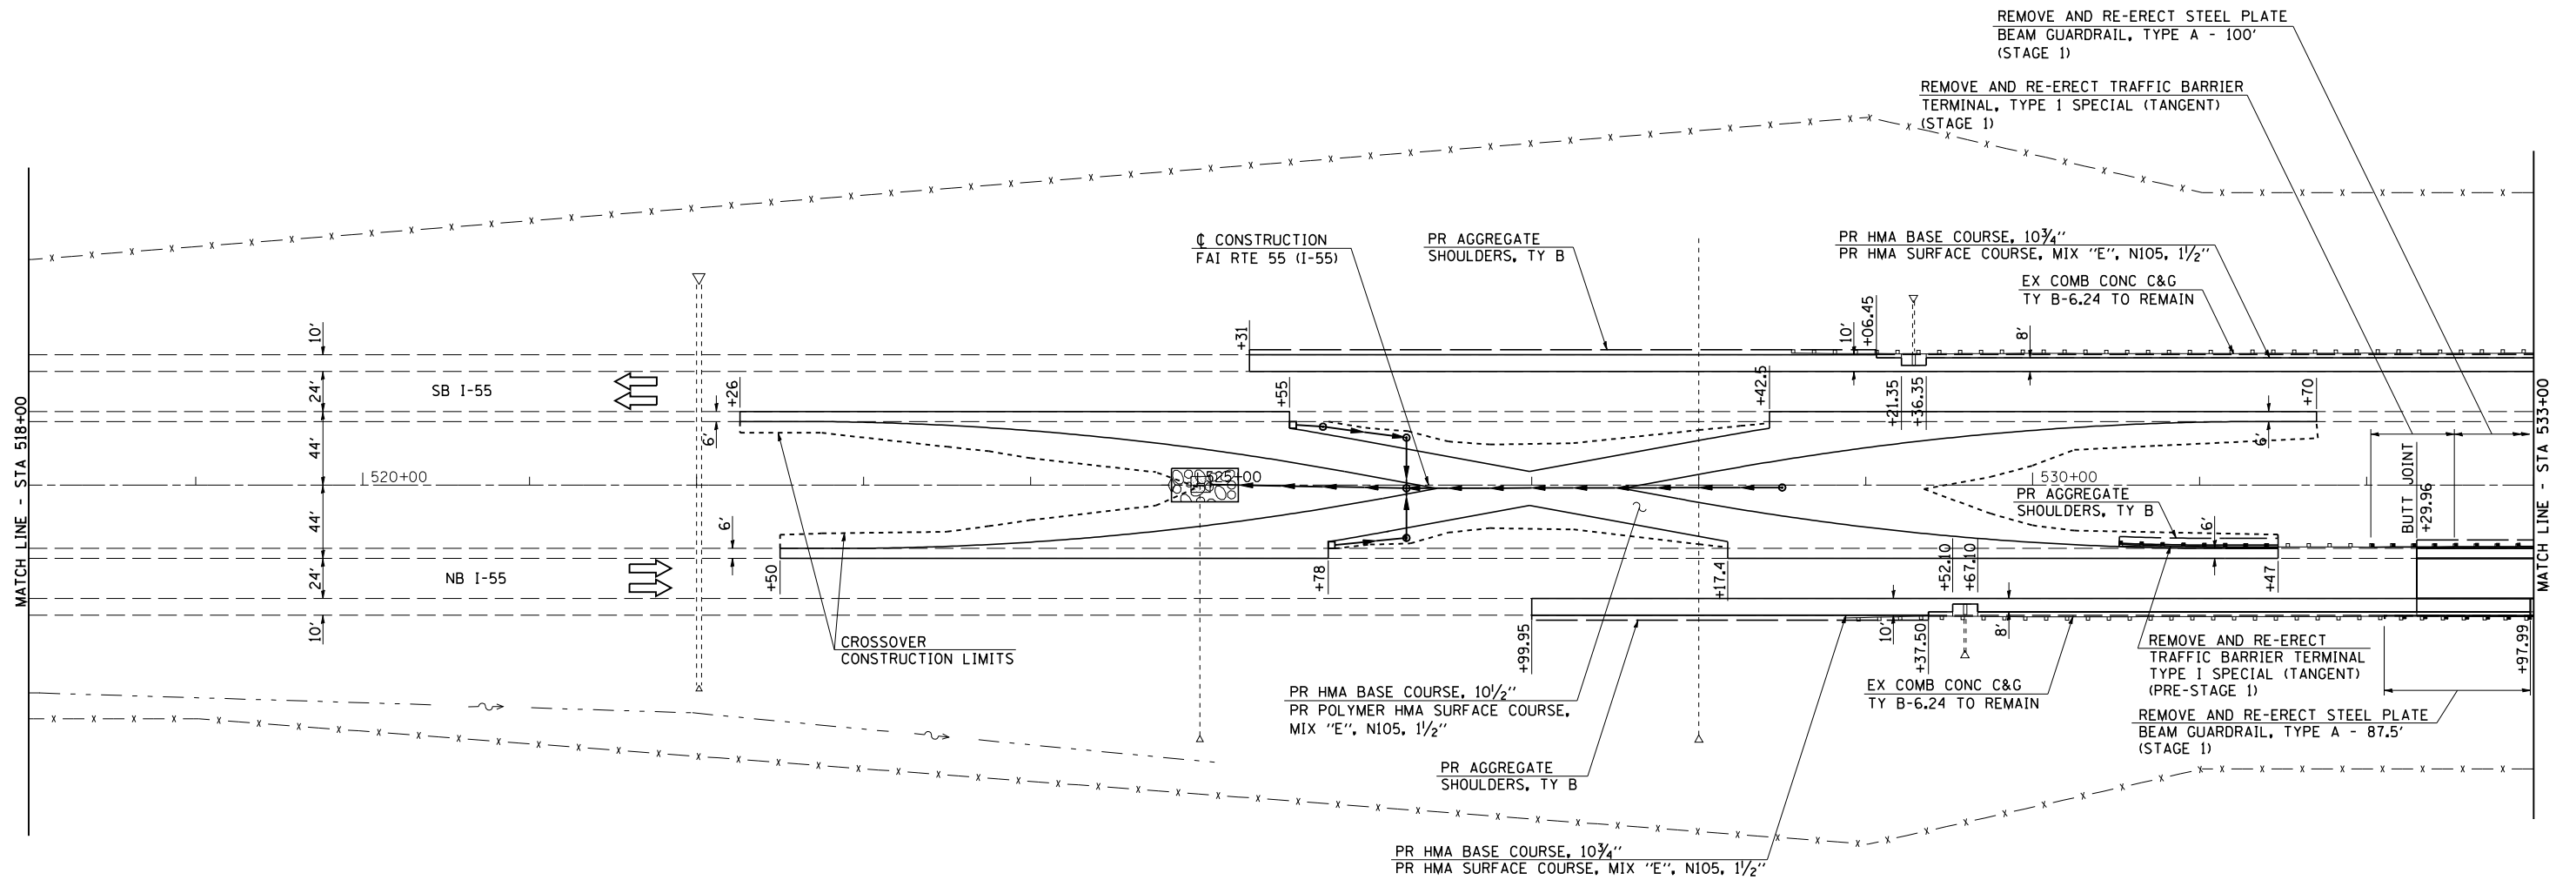 REMOVE AND RE-ERECT STEEL PLATE
BEAM GUARDRAIL, TYPE A - 100'
(STAGE 1)
REMOVE AND RE-ERECT TRAFFIC BARRIER
TERMINAL, TYPE 1 SPECIAL (TANGENT)
(STAGE 1)
℄ CONSTRUCTION
FAI RTE 55 (I-55)
PR AGGREGATE
SHOULDERS, TY B
PR HMA BASE COURSE, 10¾"
PR HMA SURFACE COURSE, MIX "E", N105, 1½"
EX COMB CONC C&G
TY B-6.24 TO REMAIN
MATCH LINE - STA 518+00
10'
24'
44'
44'
24'
10'
SB I-55
NB I-55
520+00
6'
+26
6'
+50
525+00
+31
+55
+78
+42.5
10'
+06.45
+21.35
+36.35
8'
+70
6'
530+00
PR AGGREGATE
SHOULDERS, TY B
BUTT JOINT
+29.96
MATCH LINE - STA 533+00
+99.95
+17.4
10'
+37.50
+52.10
+67.10
8'
6'
+47
+97.99
CROSSOVER
CONSTRUCTION LIMITS
PR HMA BASE COURSE, 10½"
PR POLYMER HMA SURFACE COURSE,
MIX "E", N105, 1½"
EX COMB CONC C&G
TY B-6.24 TO REMAIN
REMOVE AND RE-ERECT
TRAFFIC BARRIER TERMINAL
TYPE I SPECIAL (TANGENT)
(PRE-STAGE 1)
REMOVE AND RE-ERECT STEEL PLATE
BEAM GUARDRAIL, TYPE A - 87.5'
(STAGE 1)
PR AGGREGATE
SHOULDERS, TY B
PR HMA BASE COURSE, 10¾"
PR HMA SURFACE COURSE, MIX "E", N105, 1½"